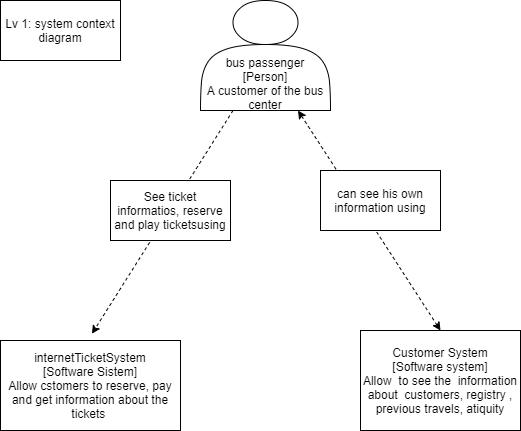 Lv 1: system context
diagram
bus passenger
[Person]
A customer of the bus
center
See ticket
informatios, reserve
and play ticketsusing
can see his own
information using
internetTicketSystem
[Software Sistem]
Allow cstomers to reserve, pay
and get information about the
tickets
Customer System
[Software system]
Allow to see the information
about customers, registry ,
previous travels, atiquity